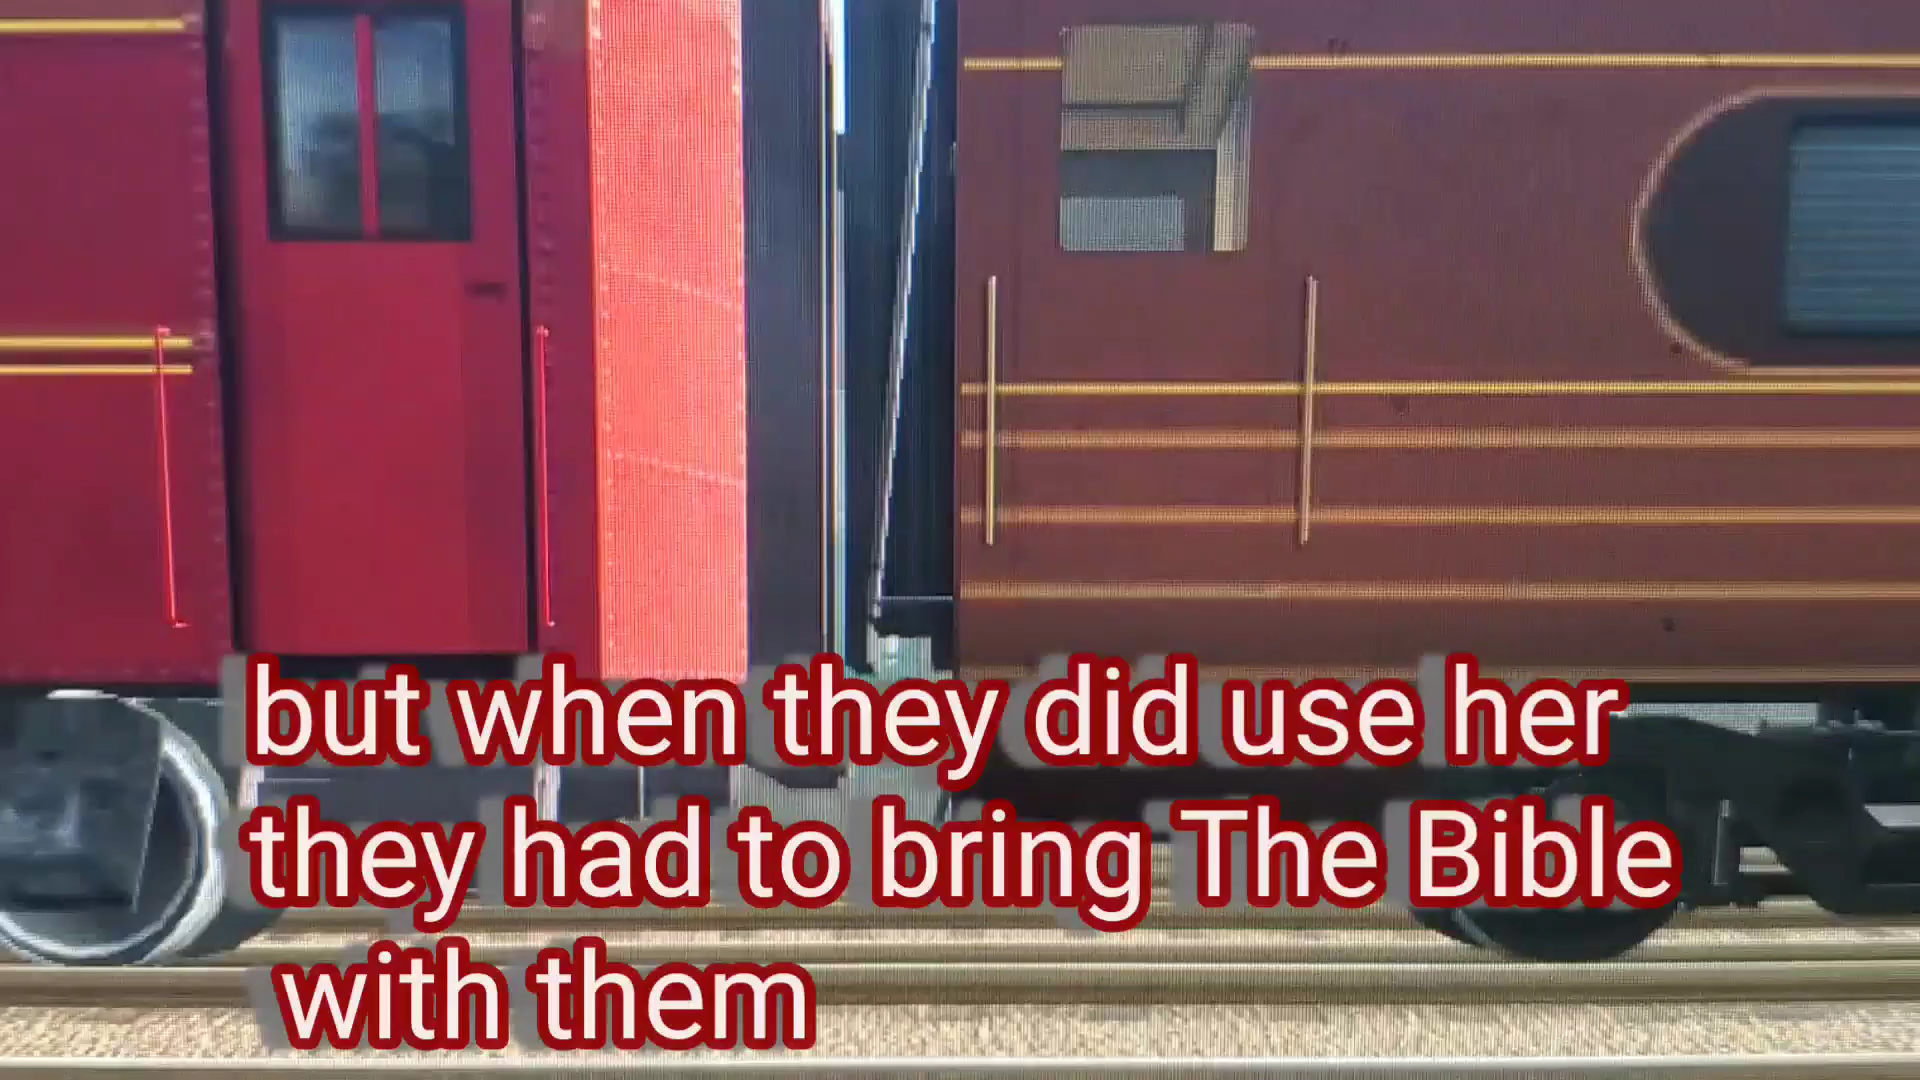 but when they did use her
they had to bring The Bible
with them